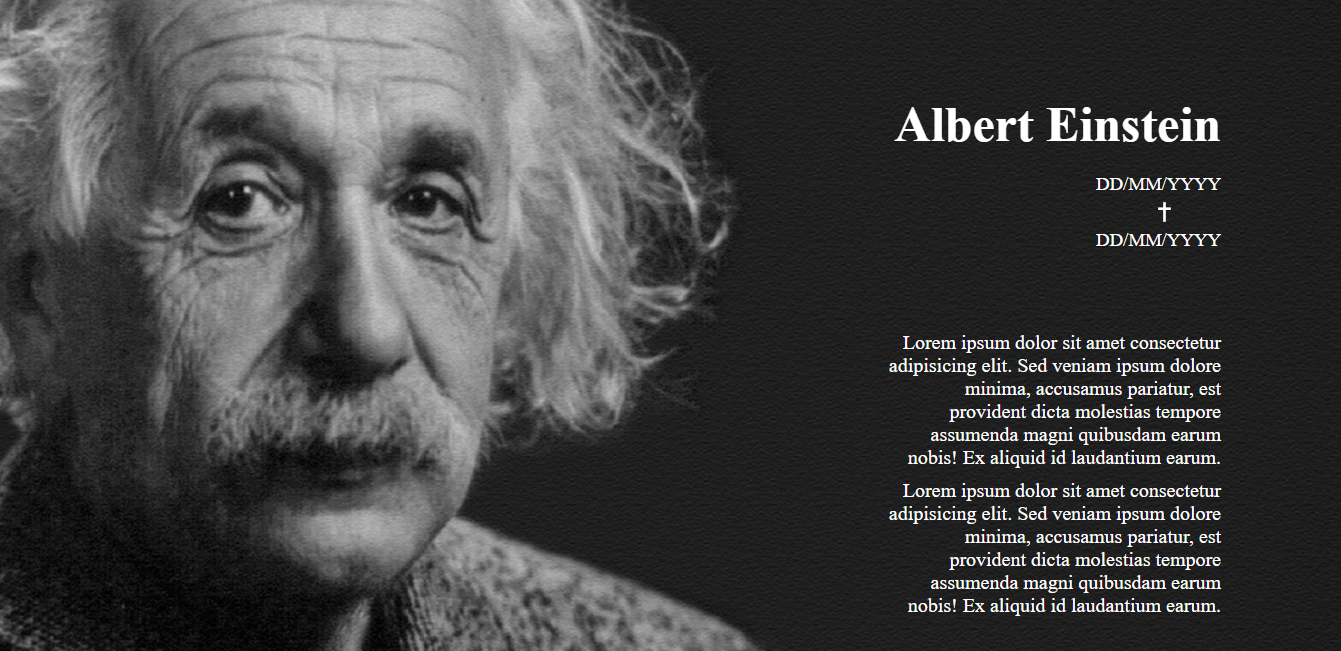 Albert Einstein
DD/MM/YYYY
✝
DD/MM/YYYY
Lorem ipsum dolor sit amet consectetur
adipisicing elit. Sed veniam ipsum dolore
minima, accusamus pariatur, est
provident dicta molestias tempore
assumenda magni quibusdam earum
nobis! Ex aliquid id laudantium earum.
Lorem ipsum dolor sit amet consectetur
adipisicing elit. Sed veniam ipsum dolore
minima, accusamus pariatur, est
provident dicta molestias tempore
assumenda magni quibusdam earum
nobis! Ex aliquid id laudantium earum.